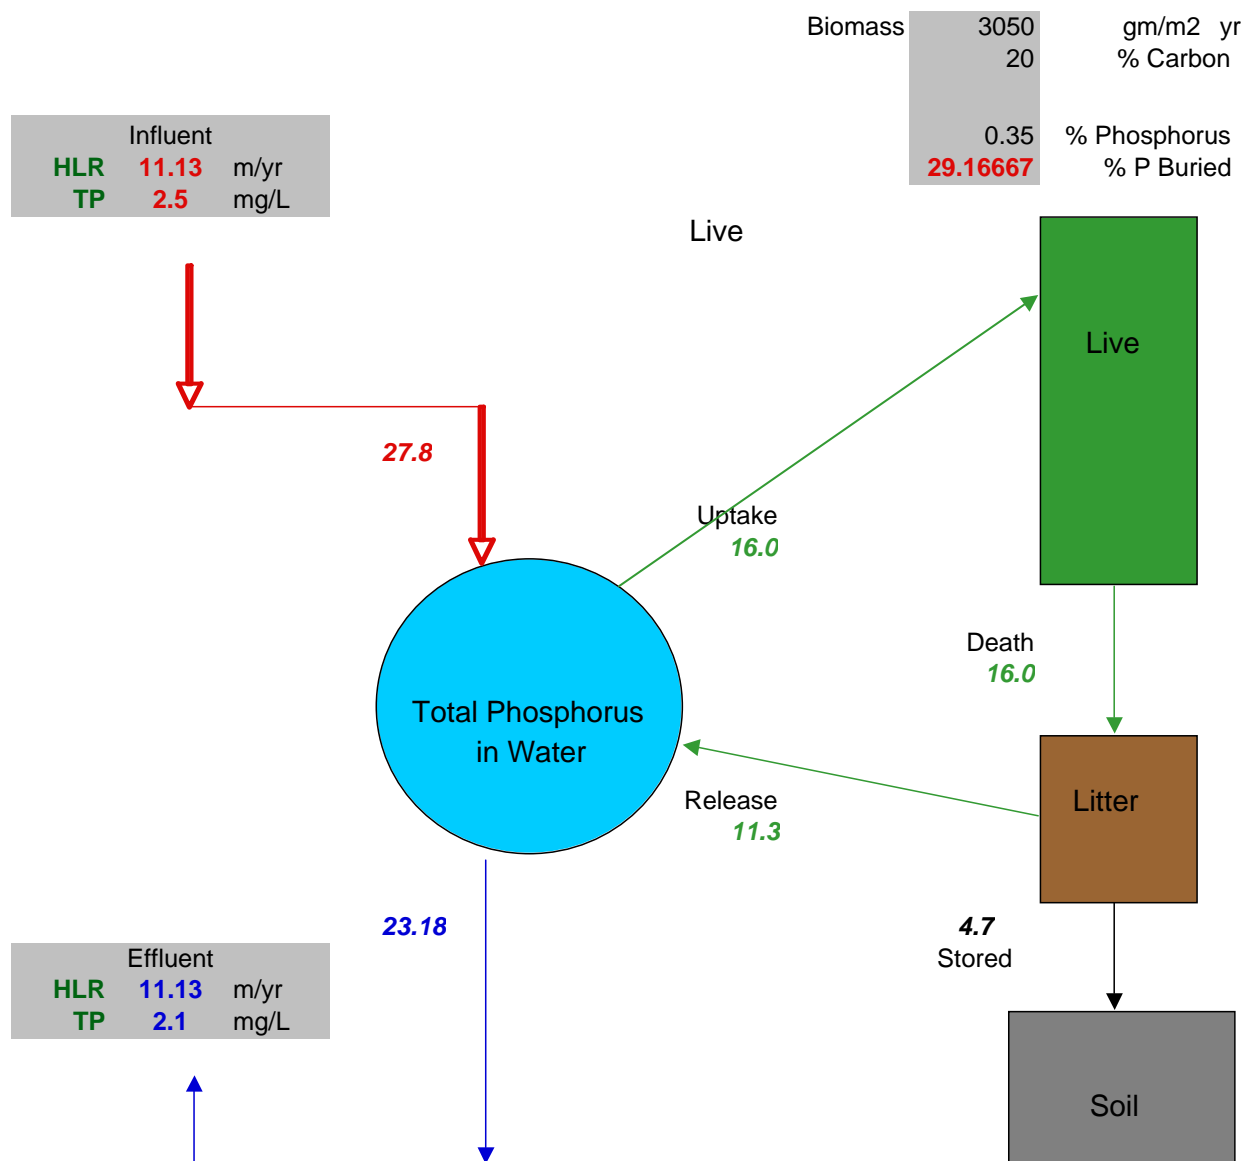 Biomass 3050 gm/m2 yr
20 % Carbon
0.35 % Phosphorus
29.16667 % P Buried
Influent
HLR 11.13 m/yr
TP 2.5 mg/L
Live
Live
27.8
Uptake
16.0
Death
16.0
Total Phosphorus
in Water
Release
11.3
Litter
23.18
4.7
Stored
Effluent
HLR 11.13 m/yr
TP 2.1 mg/L
Soil